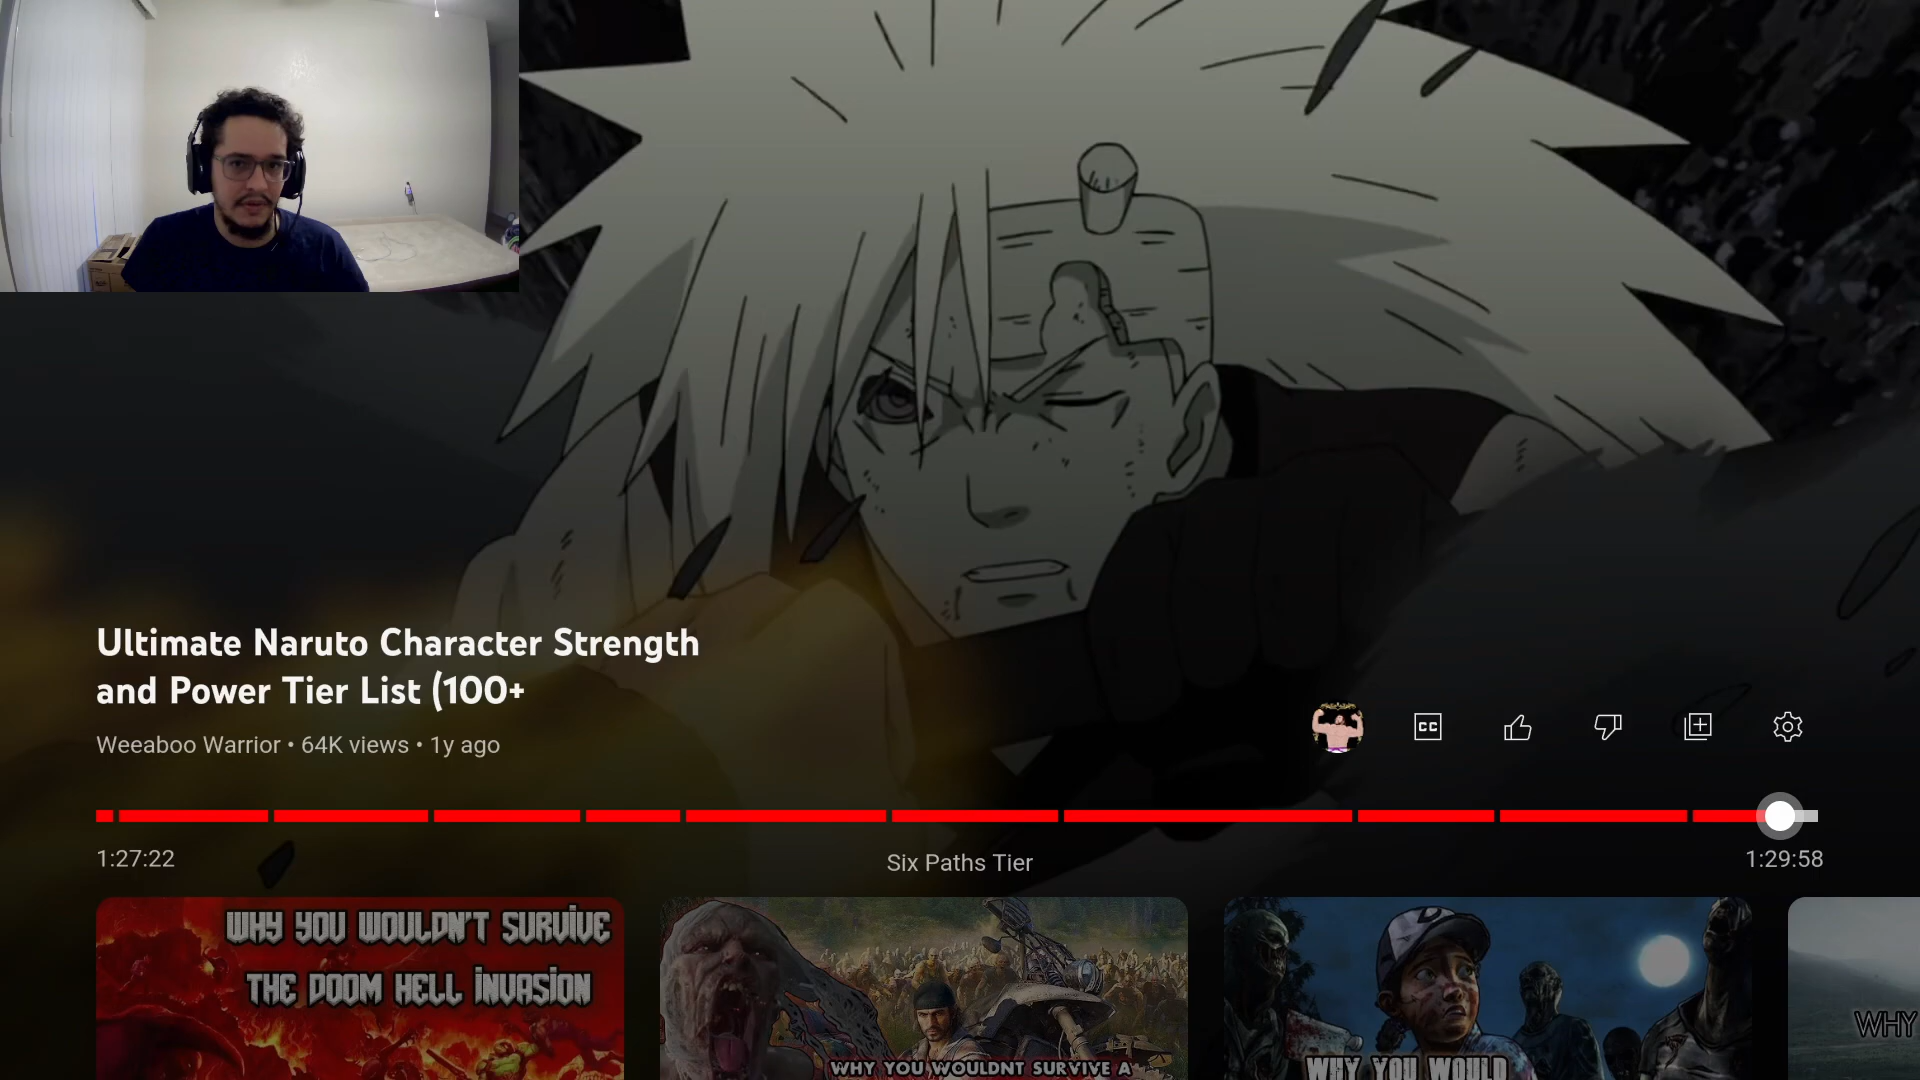 Ultimate Naruto Character Strength
and Power Tier List (100+
Weeaboo Warrior • 64K views • 1y ago
CC
1:27:22
Six Paths Tier
1:29:58
WHY YOU WOULDN'T SURVIVE
THE DOOM HELL INVASION
WHY YOU WOULDNT SURVIVE A
WHY YOU WOULD
WHY